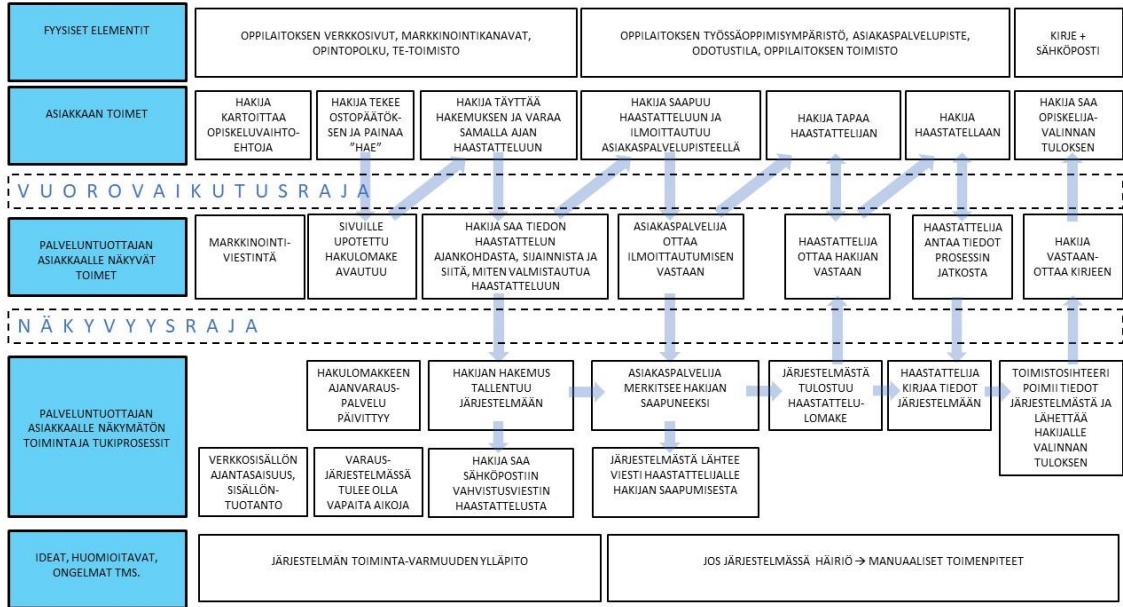 FYYSISET ELEMENTIT
OPPILAITOKSEN VERKKOSIVUT, MARKKINOINTIKANAVAT,
OPINTOPOLKU, TE-TOIMISTO
OPPILAITOKSEN TYÖSSÄOPPIMISYMPÄRISTÖ, ASIAKASPALVELUPISTE,
ODOTUSTILA, OPPILAITOKSEN TOIMISTO
KIRJE +
SÄHKÖPOSTI
ASIAKKAAN TOIMET
HAKIJA
KARTOITTAA
OPISKELUVAIHTO-
EHTOJA
HAKIJA TEKEE
OSTOPÄÄTÖK-
SEN JA PAINAA
”HAE”
HAKIJA TÄYTTÄÄ
HAKEMUKSEN JA VARAA
SAMALLA AJAN
HAASTATTELUUN
HAKIJA SAAPUU
HAASTATTELUUN JA
ILMOITTAUTUU
ASIAKASPALVELUPISTEELLÄ
HAKIJA TAPAA
HAASTATTELIJAN
HAKIJA
HAASTATELLAAN
HAKIJA SAA
OPISKELIJA-
VALINNAN
TULOKSEN
VUOROVAIKUTUSRAJA
PALVELUNTUOTTAJAN
ASIAKKAALLE NÄKYVÄT
TOIMET
MARKKINOINTI-
VIESTINTÄ
SIVUILLE
UPOTETTU
HAKULOMAKE
AVAUTUU
HAKIJA SAA TIEDON
HAASTATTELUN
AJANKOHDASTA, SIJAINNISTA JA
SIITÄ, MITEN VALMISTAUTUA
HAASTATTELUUN
ASIAKASPALVELIJA
OTTAA
ILMOITTAUTUMISEN
VASTAAN
HAASTATTELIJA
OTTAA HAKIJAN
VASTAAN
HAASTATTELIJA
ANTAA TIEDOT
PROSESSIN
JATKOSTA
HAKIJA
VASTAAN-
OTTAA KIRJEEN
NÄKYVYYSRAJA
PALVELUNTUOTTAJAN
ASIAKKAALLE NÄKYMÄTÖN
TOIMINTA JA TUKIPROSESSIT
HAKULOMAKKEEN
AJANVARAUS-
PALVELU
PÄIVITTYY
HAKIJAN HAKEMUS
TALLENTUU
JÄRJESTELMÄÄN
ASIAKASPALVELIJA
MERKITSEE HAKIJAN
SAAPUNEEKSI
JÄRJESTELMÄSTÄ
TULOSTUU
HAASTATTELU-
LOMAKE
HAASTATTELIJA
KIRJAA TIEDOT
JÄRJESTELMÄÄN
TOIMISTOSIHTEERI
POIMII TIEDOT
JÄRJESTELMÄSTÄ JA
LÄHETTÄÄ
HAKIJALLE
VALINNAN
TULOKSEN
VERKKOSISÄLLÖN
AJANTASAISUUS,
SISÄLLÖN-
TUOTANTO
VARAUS-
JÄRJESTELMÄSSÄ
TULEE OLLA
VAPAITA AIKOJA
HAKIJA SAA
SÄHKÖPOSTIIN
VAHVISTUSVIESTIN
HAASTATTELUSTA
JÄRJESTELMÄSTÄ LÄHTEE
VIESTI HAASTATTELIJALLE
HAKIJAN SAAPUMISESTA
IDEAT, HUOMIOITAVAT,
ONGELMAT TMS.
JÄRJESTELMÄN TOIMINTA-VARMUUDEN YLLÄPITO
JOS JÄRJESTELMÄSSÄ HÄIRIÖ → MANUAALISET TOIMENPITEET